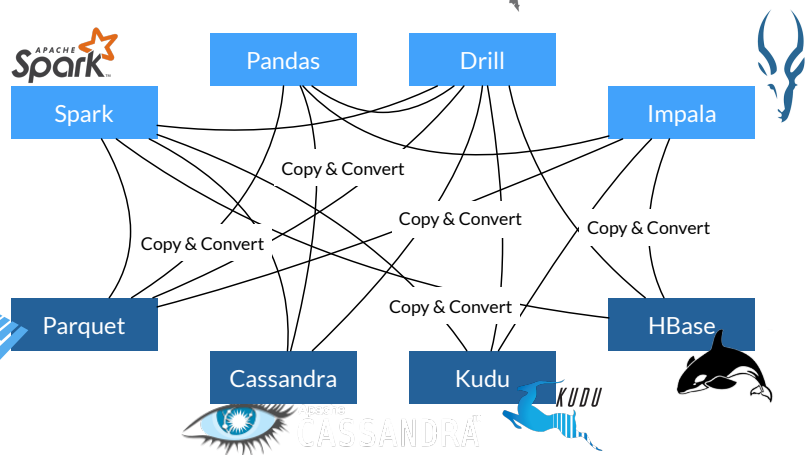 APACHE
Spark
Pandas
Drill
Spark
Impala
Copy & Convert
Copy & Convert
Copy & Convert
Copy & Convert
Copy & Convert
Parquet
HBase
Cassandra
Kudu
KUDU
CASSANDRA